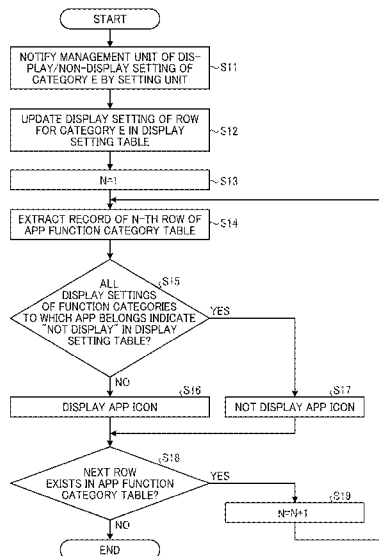 START
NOTIFY MANAGEMENT UNIT OF DIS-
PLAY/NON-DISPLAY SETTING OF
CATEGORY E BY SETTING UNIT
S11
UPDATE DISPLAY SETTING OF ROW
FOR CATEGORY E IN DISPLAY
SETTING TABLE
S12
N=1
S13
EXTRACT RECORD OF N-TH ROW OF
APP FUNCTION CATEGORY TABLE
S14
S15
ALL
DISPLAY SETTINGS
OF FUNCTION CATEGORIES
TO WHICH APP BELONGS INDICATE
"NOT DISPLAY" IN DISPLAY
SETTING TABLE?
YES
NO
S16
DISPLAY APP ICON
S17
NOT DISPLAY APP ICON
S18
NEXT
ROW
EXISTS IN APP FUNCTION
CATEGORY TABLE?
YES
NO
S19
N=N+1
END